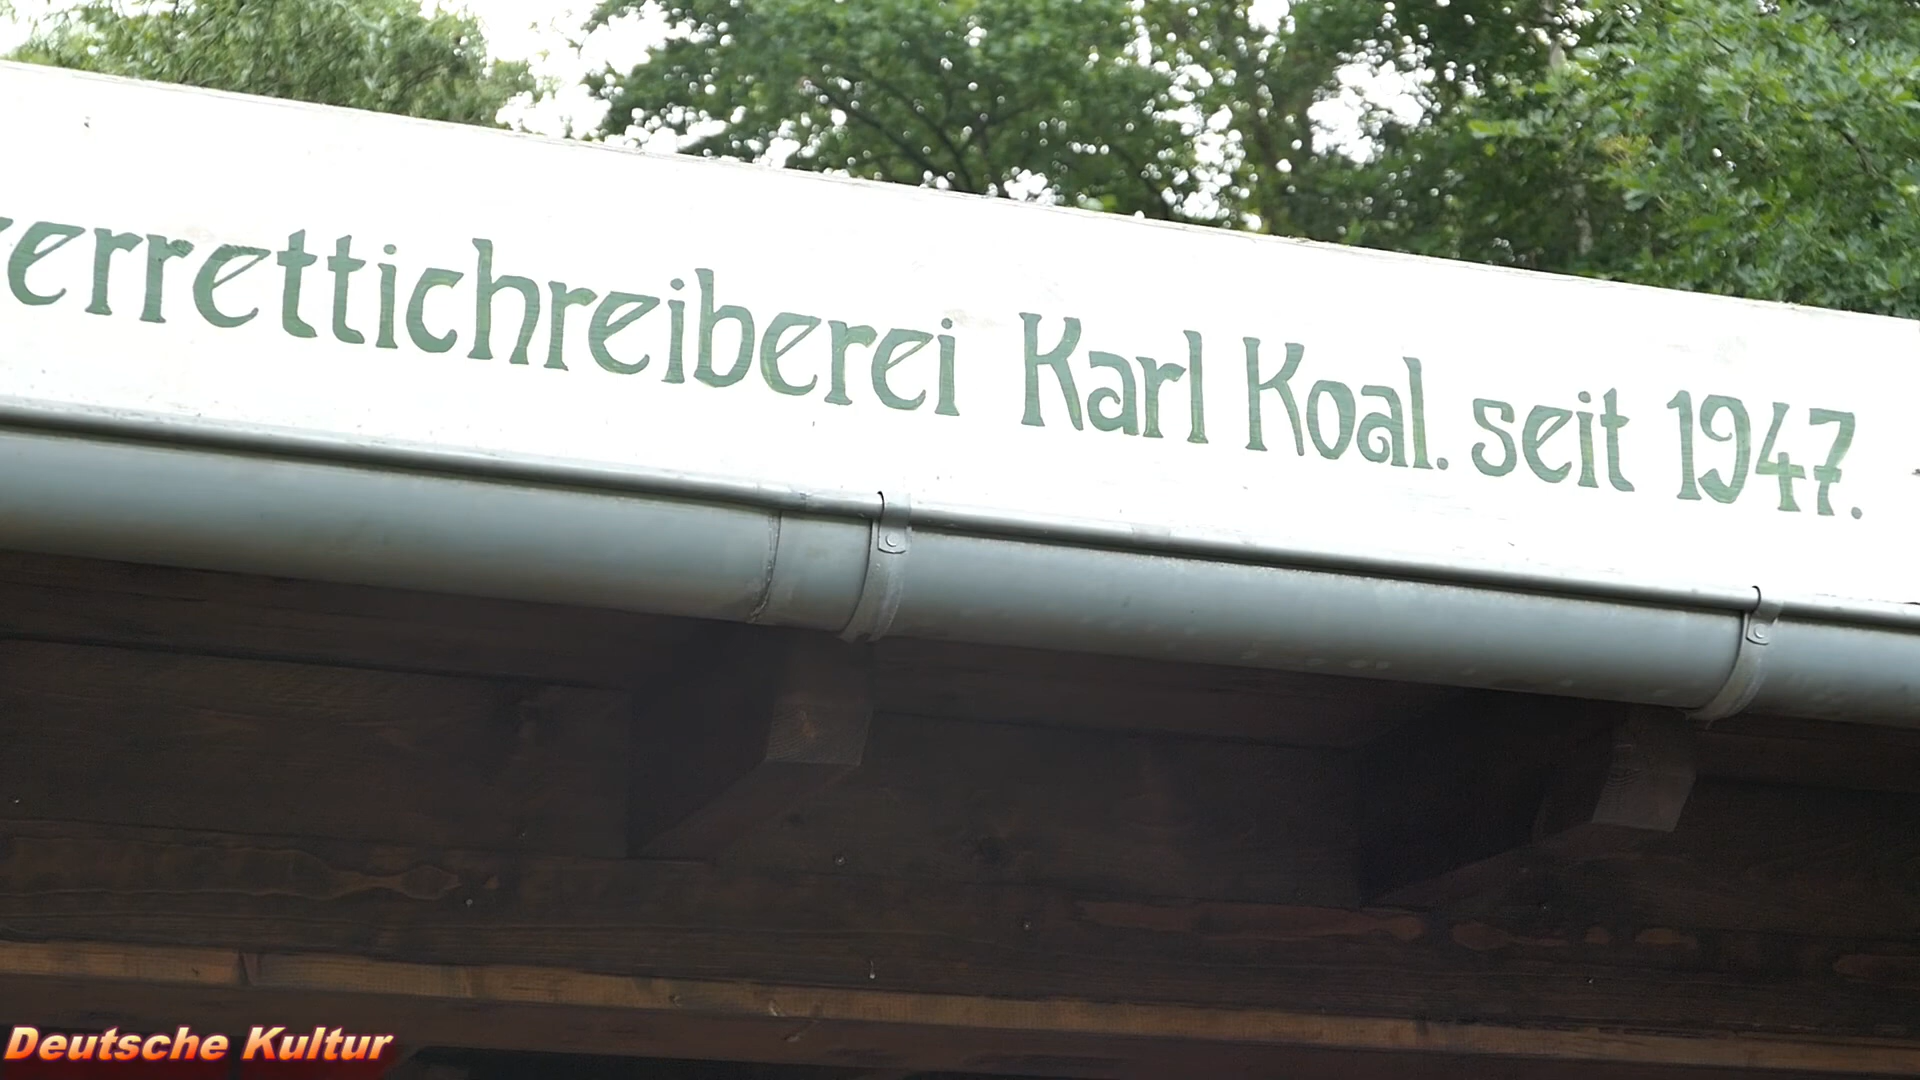 errettichreiberei Karl Koal. seit 1947.
Deutsche Kultur